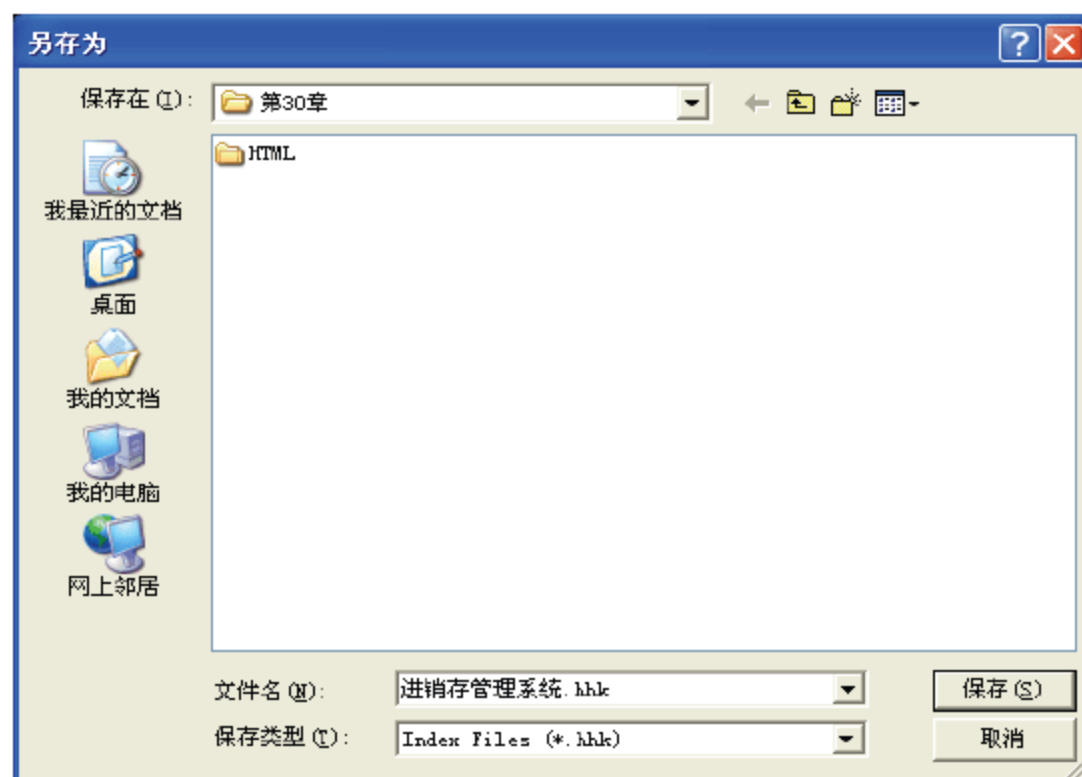 另存为
保存在(I):
第30章
HTML
我最近的文档
桌面
我的文档
我的电脑
网上邻居
文件名(N):
进销存管理系统.hhk
保存(S)
保存类型(T):
Index Files (*.hhk)
取消